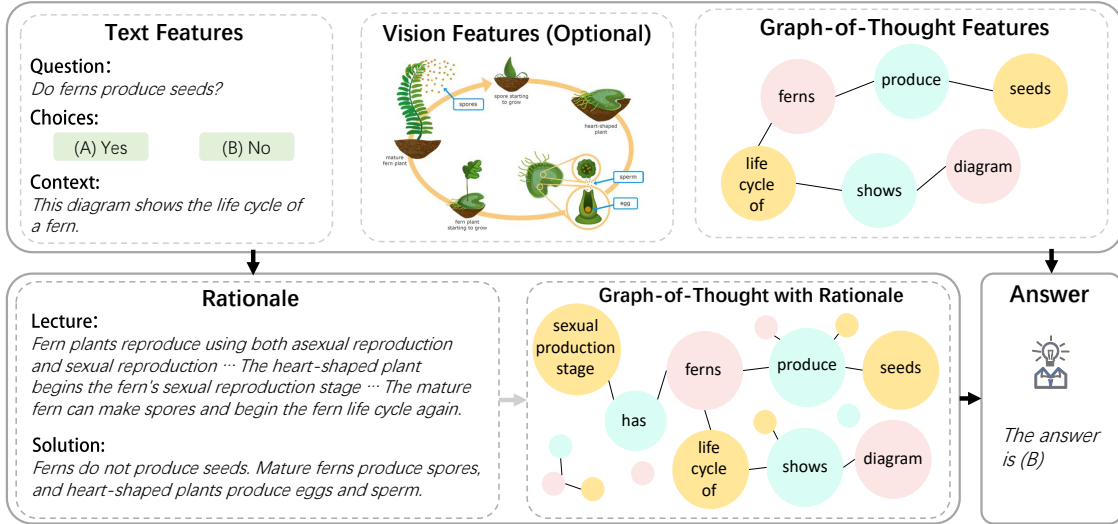 Text Features
Question:
Do ferns produce seeds?
Choices:
(A) Yes
(B) No
Context:
This diagram shows the life cycle of
a fern.
Vision Features (Optional)
spores
spore starting
to grow
heart-shaped
plant
mature
fern plant
sperm
egg
fern plant
starting to grow
Graph-of-Thought Features
ferns
produce
seeds
life
cycle
of
shows
diagram
Rationale
Lecture:
Fern plants reproduce using both asexual reproduction
and sexual reproduction ··· The heart-shaped plant
begins the fern's sexual reproduction stage ··· The mature
fern can make spores and begin the fern life cycle again.
Solution:
Ferns do not produce seeds. Mature ferns produce spores,
and heart-shaped plants produce eggs and sperm.
Graph-of-Thought with Rationale
sexual
production
stage
has
ferns
produce
seeds
life
cycle
of
shows
diagram
Answer
The answer
is (B)